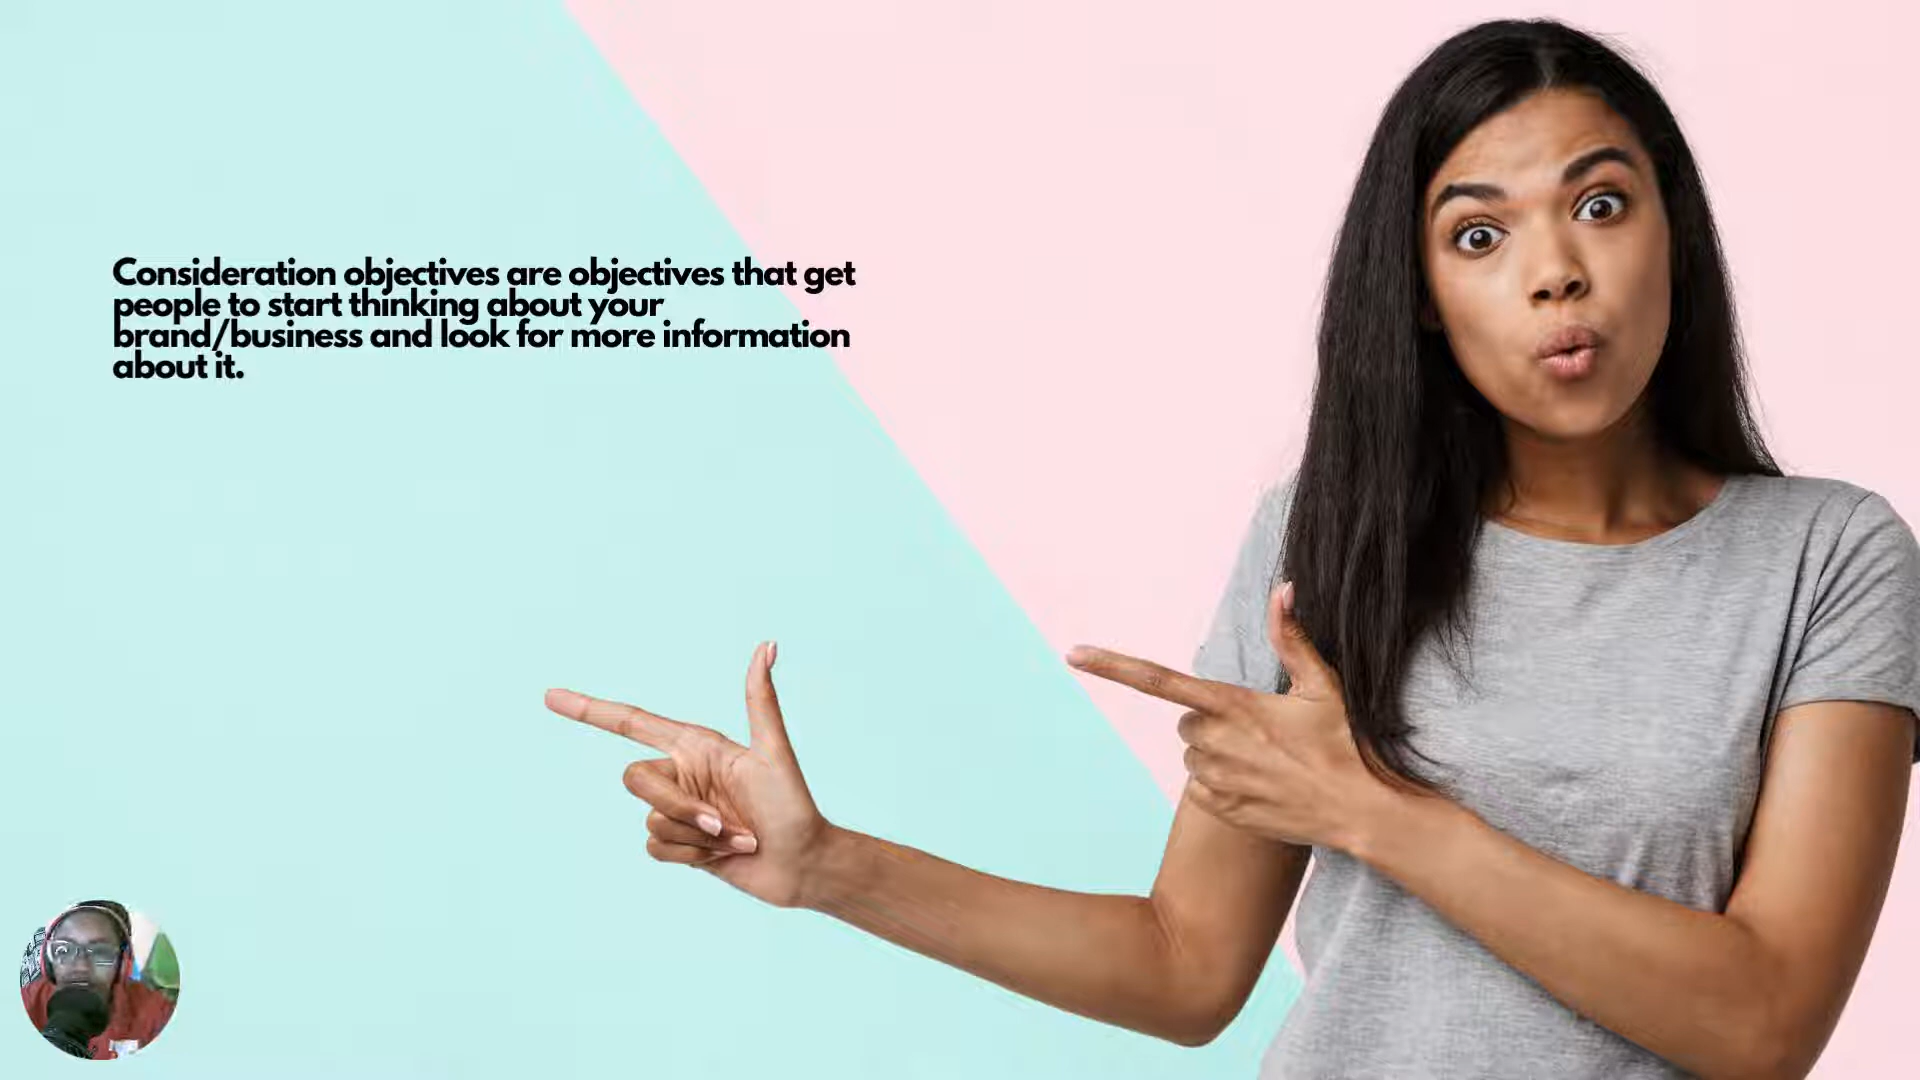 Consideration objectives are objectives that get
people to start thinking about your
brand/business and look for more information
about it.